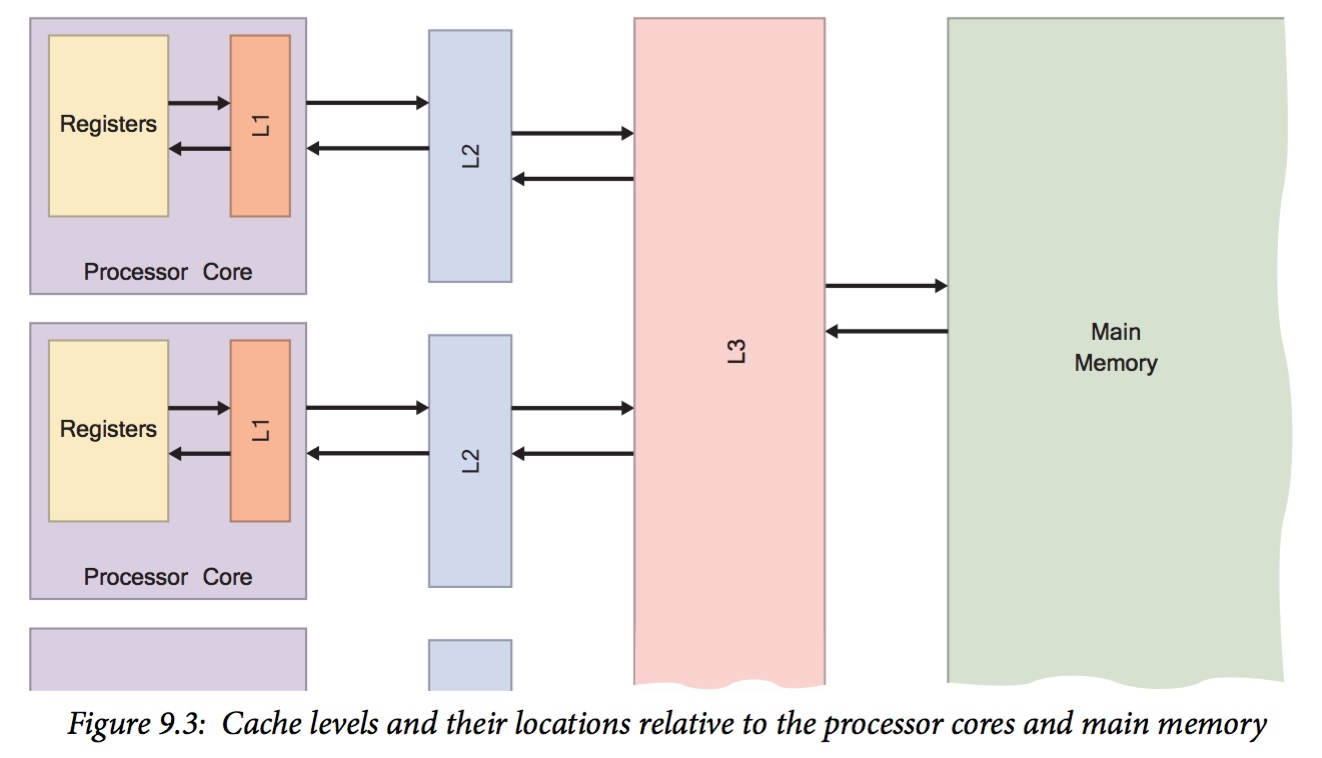 Registers
L1
Processor Core
L2
L3
Main
Memory
Registers
L1
Processor Core
L2
Figure 9.3: Cache levels and their locations relative to the processor cores and main memory